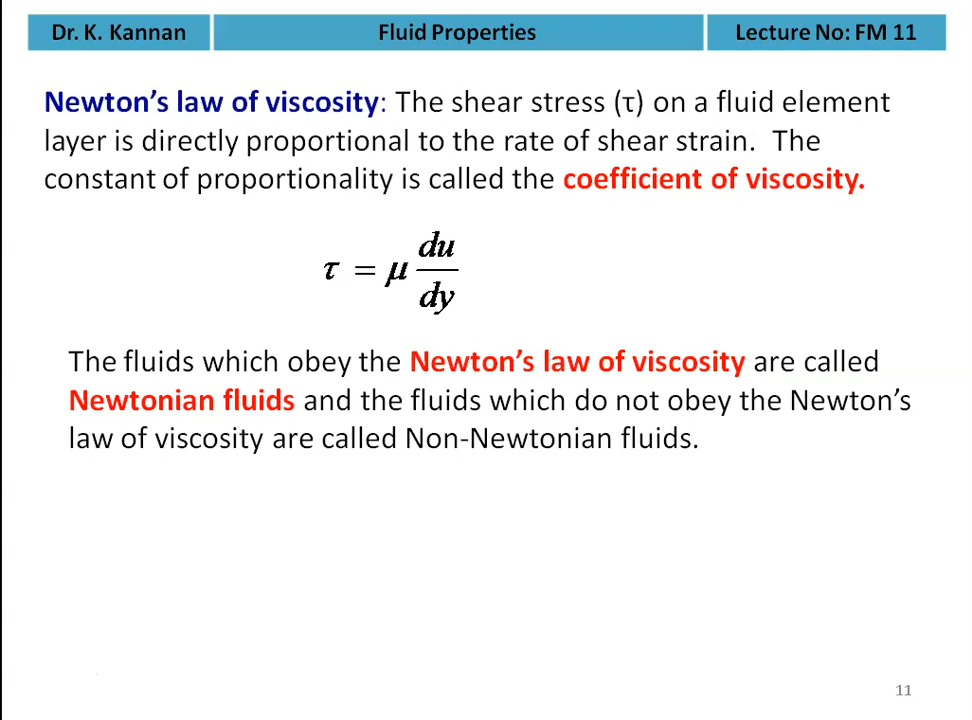 Dr. K. Kannan Fluid Properties Lecture No: FM 11
Newton’s law of viscosity: The shear stress (τ) on a fluid element
layer is directly proportional to the rate of shear strain. The
constant of proportionality is called the coefficient of viscosity.
τ = μ du/dy
The fluids which obey the Newton’s law of viscosity are called
Newtonian fluids and the fluids which do not obey the Newton’s
law of viscosity are called Non-Newtonian fluids.
11